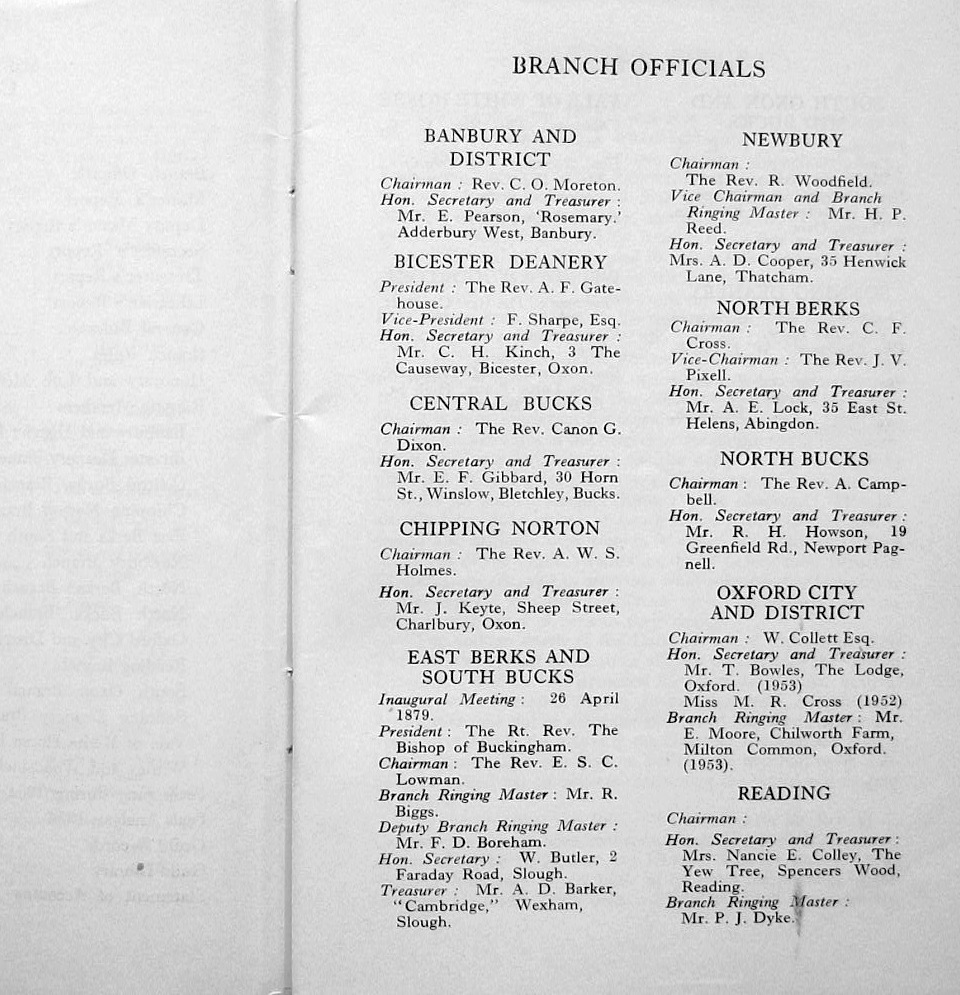 BRANCH OFFICIALS
BANBURY AND
DISTRICT
Chairman : Rev. C. O. Moreton.
Hon. Secretary and Treasurer :
Mr. E. Pearson, 'Rosemary.'
Adderbury West, Banbury.
BICESTER DEANERY
President : The Rev. A. F. Gate-
house.
Vice-President : F. Sharpe, Esq.
Hon. Secretary and Treasurer :
Mr. C. H. Kinch, 3 The
Causeway, Bicester, Oxon.
CENTRAL BUCKS
Chairman : The Rev. Canon G.
Dixon.
Hon. Secretary and Treasurer :
Mr. E. F. Gibbard, 30 Horn
St., Winslow, Bletchley, Bucks.
CHIPPING NORTON
Chairman : The Rev. A. W. S.
Holmes.
Hon. Secretary and Treasurer :
Mr. J. Keyte, Sheep Street,
Charlbury, Oxon.
EAST BERKS AND
SOUTH BUCKS
Inaugural Meeting : 26 April
1879.
President : The Rt. Rev. The
Bishop of Buckingham.
Chairman : The Rev. E. S. C.
Lowman.
Branch Ringing Master : Mr. R.
Biggs.
Deputy Branch Ringing Master :
Mr. F. D. Boreham.
Hon. Secretary : W. Butler, 2
Faraday Road, Slough.
Treasurer : Mr. A. D. Barker,
"Cambridge," Wexham,
Slough.
NEWBURY
Chairman :
The Rev. R. Woodfield.
Vice Chairman and Branch
Ringing Master : Mr. H. P.
Reed.
Hon. Secretary and Treasurer :
Mrs. A. D. Cooper, 35 Henwick
Lane, Thatcham.
NORTH BERKS
Chairman : The Rev. C. F.
Cross.
Vice-Chairman : The Rev. J. V.
Pixell.
Hon. Secretary and Treasurer :
Mr. A. E. Lock, 35 East St.
Helens, Abingdon.
NORTH BUCKS
Chairman : The Rev. A. Camp-
bell.
Hon. Secretary and Treasurer :
Mr. R. H. Howson, 19
Greenfield Rd., Newport Pag-
nell.
OXFORD CITY
AND DISTRICT
Chairman : W. Collett Esq.
Hon. Secretary and Treasurer :
Mr. T. Bowles, The Lodge,
Oxford. (1953)
Miss M. R. Cross (1952)
Branch Ringing Master : Mr.
E. Moore, Chilworth Farm,
Milton Common, Oxford.
(1953).
READING
Chairman :
Hon. Secretary and Treasurer :
Mrs. Nancie E. Colley, The
Yew Tree, Spencers Wood,
Reading.
Branch Ringing Master :
Mr. P. J. Dyke.